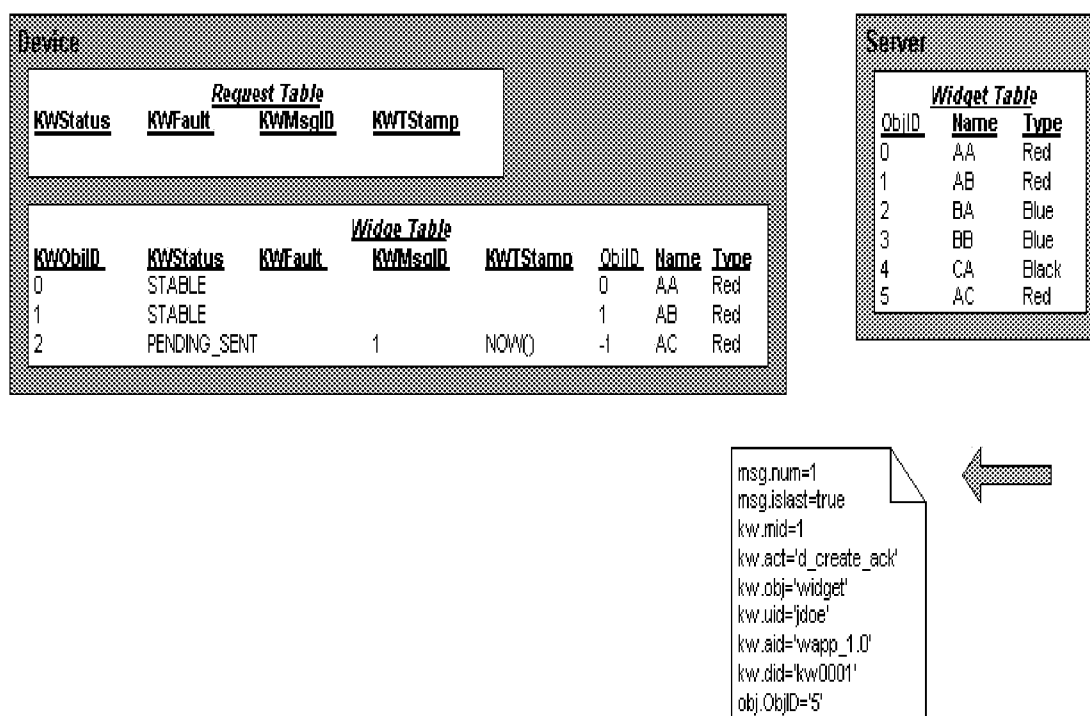 Device
Request Table
KWStatus KWFault KWMsgID KWTStamp
Widge Table
KWObjID KWStatus KWFault KWMsgID KWTStamp ObjID Name Type
0 STABLE 0 AA Red
1 STABLE 1 AB Red
2 PENDING_SENT 1 NOW() -1 AC Red
Server
Widget Table
ObjID Name Type
0 AA Red
1 AB Red
2 BA Blue
3 BB Blue
4 CA Black
5 AC Red
msg.num=1
msg.islast=true
kw.mid=1
kw.act='d_create_ack'
kw.obj='widget'
kw.uid='jdoe'
kw.aid='wapp_1.0'
kw.did='kw0001'
obj.ObjID='5'